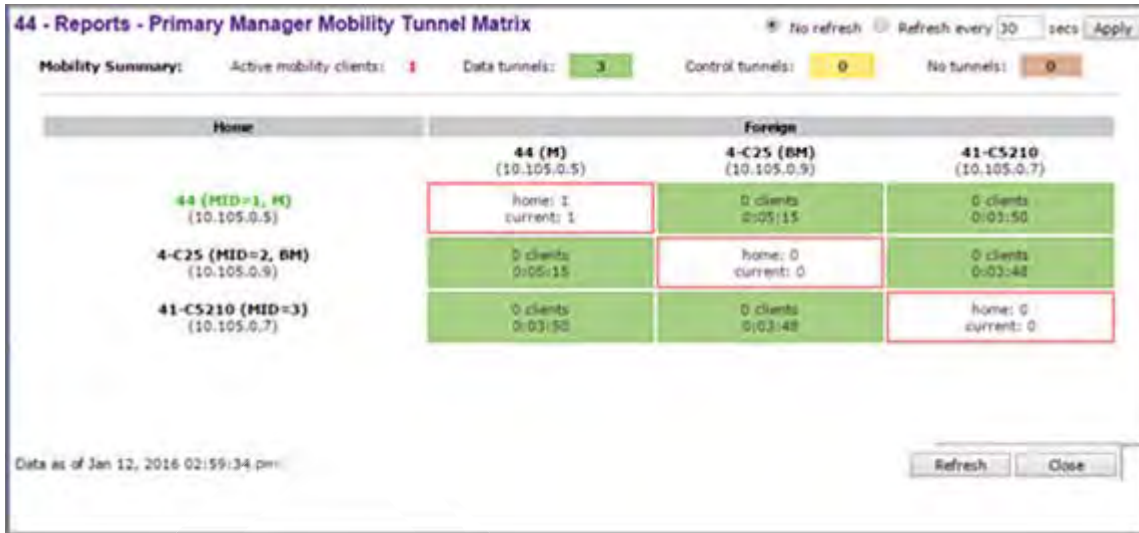 44 - Reports - Primary Manager Mobility Tunnel Matrix
No refresh Refresh every 30 secs Apply
Mobility Summary: Active mobility clients: 1 Data tunnels: 3 Control tunnels: 0 No tunnels: 0
Home Foreign
44 (M) 4-C25 (BM) 41-C5210
(10.105.0.5) (10.105.0.9) (10.105.0.7)
44 (MID=1, M) home: 1 0 clients 0 clients
(10.105.0.5) current: 1 0:05:15 0:03:50
4-C25 (MID=2, BM) 0 clients home: 0 0 clients
(10.105.0.9) 0:05:15 current: 0 0:03:48
41-C5210 (MID=3) 0 clients 0 clients home: 0
(10.105.0.7) 0:03:50 0:03:48 current: 0
Data as of Jan 12, 2016 02:59:34 pm
Refresh Close